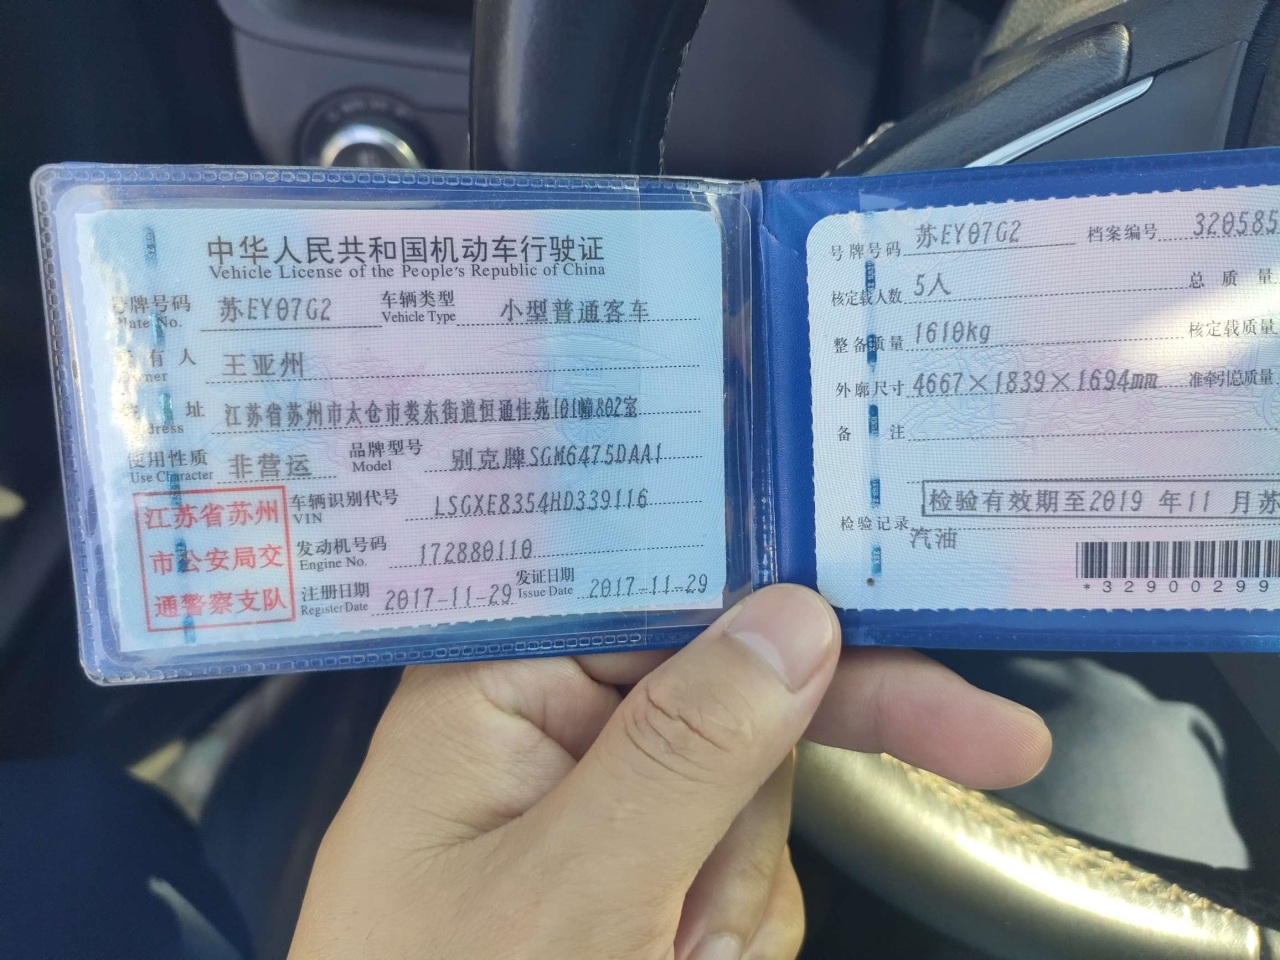 中华人民共和国机动车行驶证
Vehicle License of the People's Republic of China
号牌号码 苏EY07G2 车辆类型 小型普通客车
Plate No. Vehicle Type
所有人 王亚州
Owner
住址 江苏省苏州市太仓市娄东街道恒通佳苑101幢802室
Address
使用性质 非营运 品牌型号 别克牌SGM6475DAA1
Use Character Model
江苏省苏州
市公安局交
通警察支队
车辆识别代号 LSGXE8354HD339116
VIN
发动机号码 172880110
Engine No.
注册日期 2017-11-29 发证日期 2017-11-29
Register Date Issue Date
号牌号码 苏EY07G2 档案编号 320585
核定载人数 5人 总质量
整备质量 1610kg 核定载质量
外廓尺寸 4667×1839×1694mm 准牵引总质量
备注
检验有效期至2019年11月苏
检验记录
汽油
*32900299